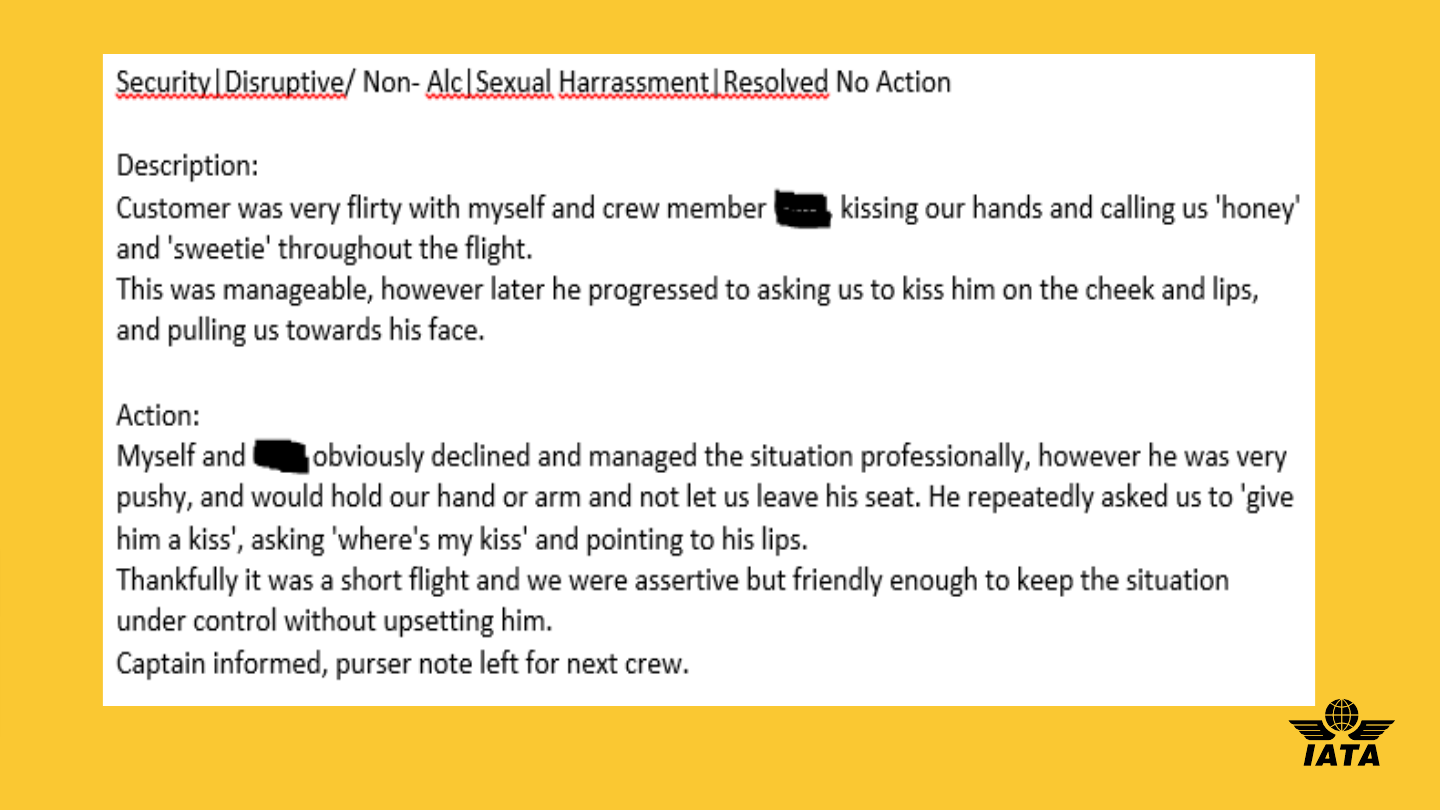 Security|Disruptive/ Non- Alc|Sexual Harrassment|Resolved No Action
Description:
Customer was very flirty with myself and crew member kissing our hands and calling us 'honey'
and 'sweetie' throughout the flight.
This was manageable, however later he progressed to asking us to kiss him on the cheek and lips,
and pulling us towards his face.
Action:
Myself and obviously declined and managed the situation professionally, however he was very
pushy, and would hold our hand or arm and not let us leave his seat. He repeatedly asked us to 'give
him a kiss', asking 'where's my kiss' and pointing to his lips.
Thankfully it was a short flight and we were assertive but friendly enough to keep the situation
under control without upsetting him.
Captain informed, purser note left for next crew.
IATA